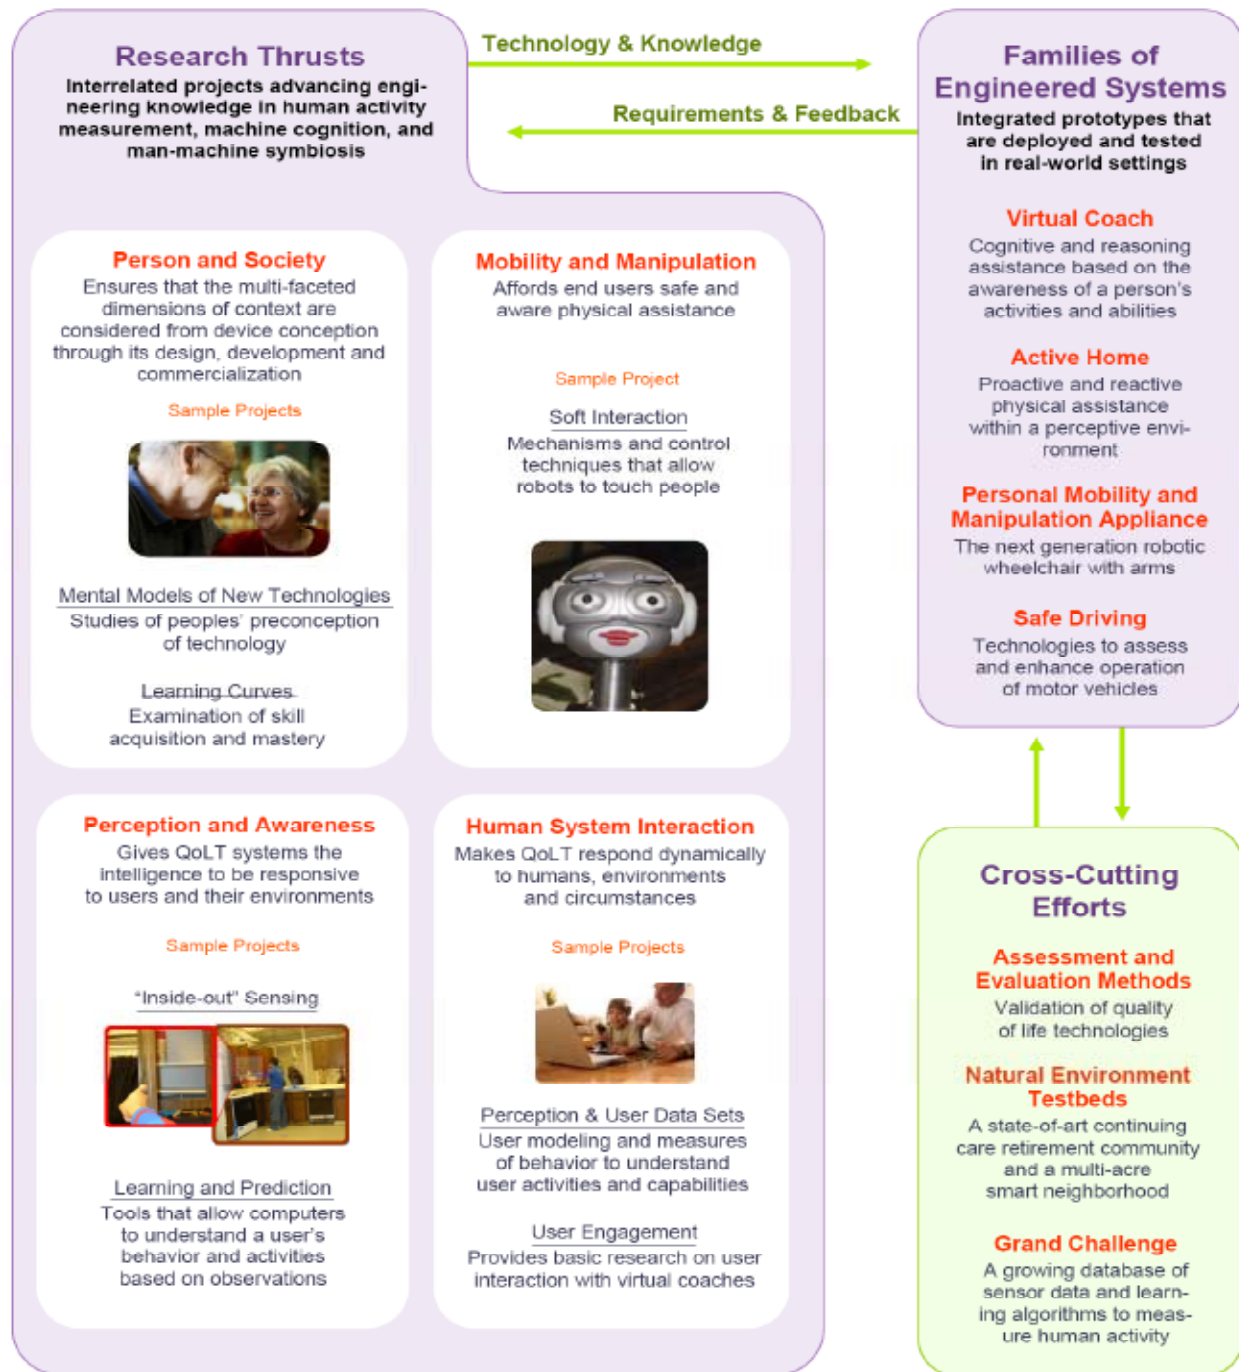 Research Thrusts
Interrelated projects advancing engi-
neering knowledge in human activity
measurement, machine cognition, and
man-machine symbiosis
Technology & Knowledge
Requirements & Feedback
Person and Society
Ensures that the multi-faceted
dimensions of context are
considered from device conception
through its design, development and
commercialization
Sample Projects
Mental Models of New Technologies
Studies of peoples' preconception
of technology
Learning Curves
Examination of skill
acquisition and mastery
Mobility and Manipulation
Affords end users safe and
aware physical assistance
Sample Project
Soft Interaction
Mechanisms and control
techniques that allow
robots to touch people
Perception and Awareness
Gives QoLT systems the
intelligence to be responsive
to users and their environments
Sample Projects
"Inside-out" Sensing
Learning and Prediction
Tools that allow computers
to understand a user's
behavior and activities
based on observations
Human System Interaction
Makes QoLT respond dynamically
to humans, environments
and circumstances
Sample Projects
Perception & User Data Sets
User modeling and measures
of behavior to understand
user activities and capabilities
User Engagement
Provides basic research on user
interaction with virtual coaches
Families of
Engineered Systems
Integrated prototypes that
are deployed and tested
in real-world settings
Virtual Coach
Cognitive and reasoning
assistance based on the
awareness of a person's
activities and abilities
Active Home
Proactive and reactive
physical assistance
within a perceptive envi-
ronment
Personal Mobility and
Manipulation Appliance
The next generation robotic
wheelchair with arms
Safe Driving
Technologies to assess
and enhance operation
of motor vehicles
Cross-Cutting
Efforts
Assessment and
Evaluation Methods
Validation of quality
of life technologies
Natural Environment
Testbeds
A state-of-art continuing
care retirement community
and a multi-acre
smart neighborhood
Grand Challenge
A growing database of
sensor data and learn-
ing algorithms to meas-
ure human activity